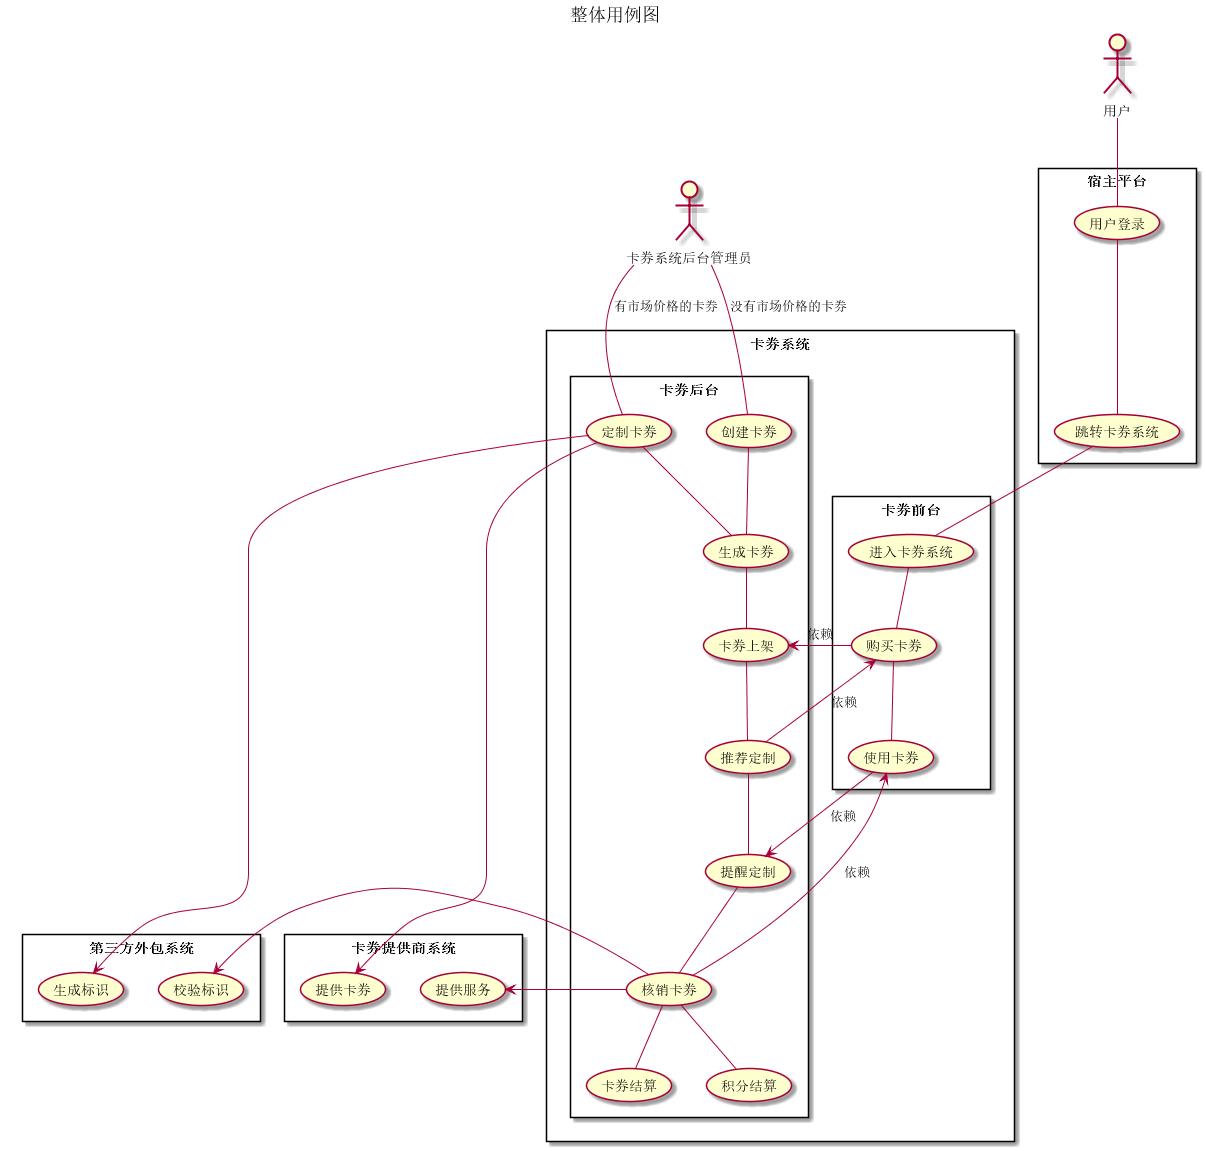 整体用例图
用户
宿主平台
用户登录
卡券系统后台管理员
有市场价格的卡券
没有市场价格的卡券
卡券系统
卡券后台
定制卡券
创建卡券
跳转卡券系统
卡券前台
生成卡券
进入卡券系统
卡券上架
依赖
购买卡券
依赖
推荐定制
使用卡券
依赖
提醒定制
依赖
第三方外包系统
卡券提供商系统
生成标识
校验标识
提供卡券
提供服务
核销卡券
卡券结算
积分结算